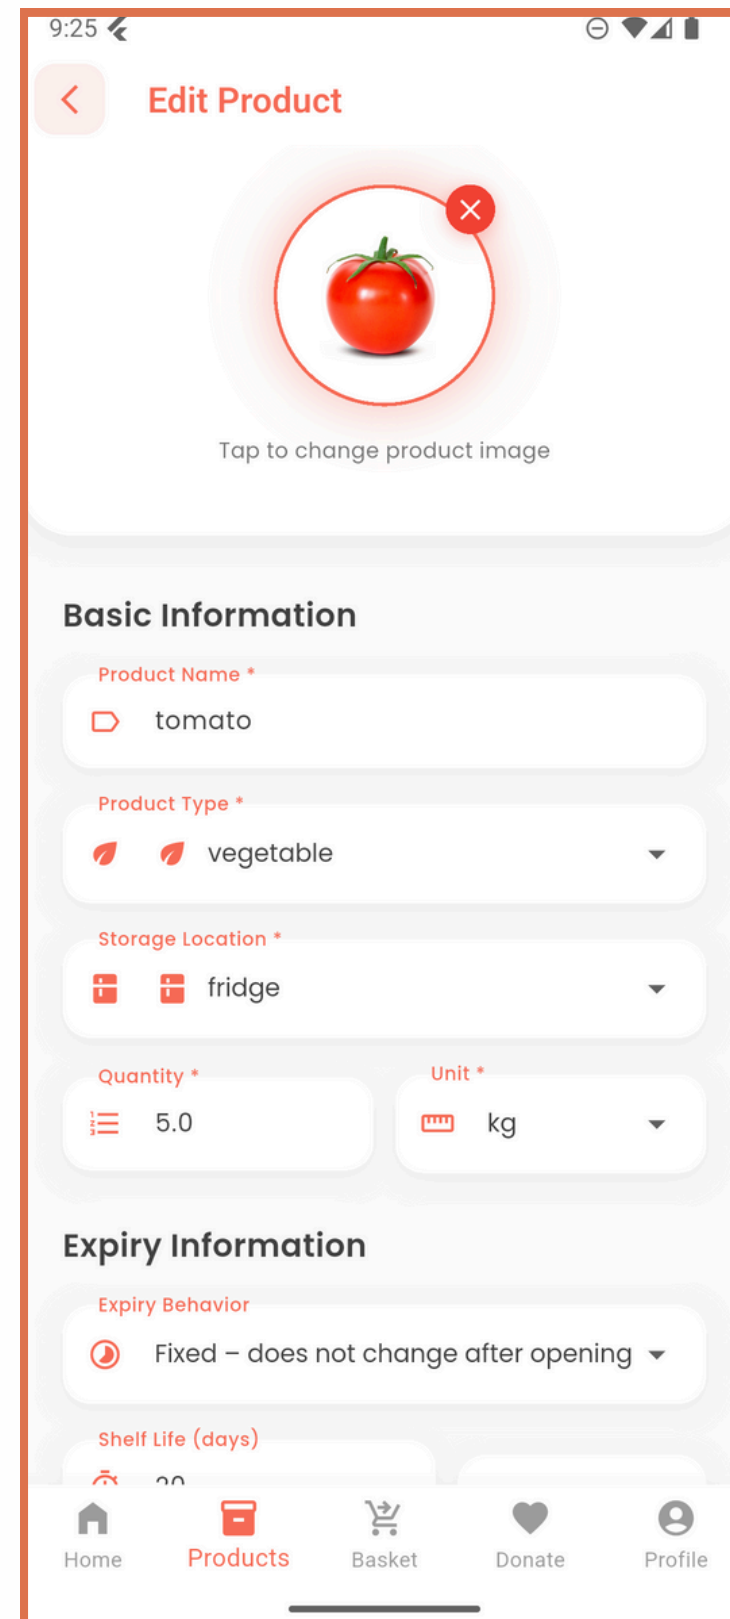 9:25
Edit Product
Tap to change product image
Basic Information
Product Name *
tomato
Product Type *
vegetable
Storage Location *
fridge
Quantity *
Unit *
5.0
kg
Expiry Information
Expiry Behavior
Fixed – does not change after opening
Shelf Life (days)
Home
Products
Basket
Donate
Profile